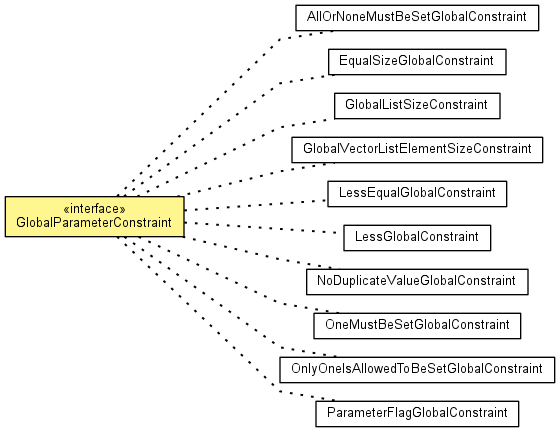 AllOrNoneMustBeSetGlobalConstraint
EqualSizeGlobalConstraint
GlobalListSizeConstraint
GlobalVectorListElementSizeConstraint
LessEqualGlobalConstraint
«interface»
GlobalParameterConstraint
LessGlobalConstraint
NoDuplicateValueGlobalConstraint
OneMustBeSetGlobalConstraint
OnlyOneIsAllowedToBeSetGlobalConstraint
ParameterFlagGlobalConstraint